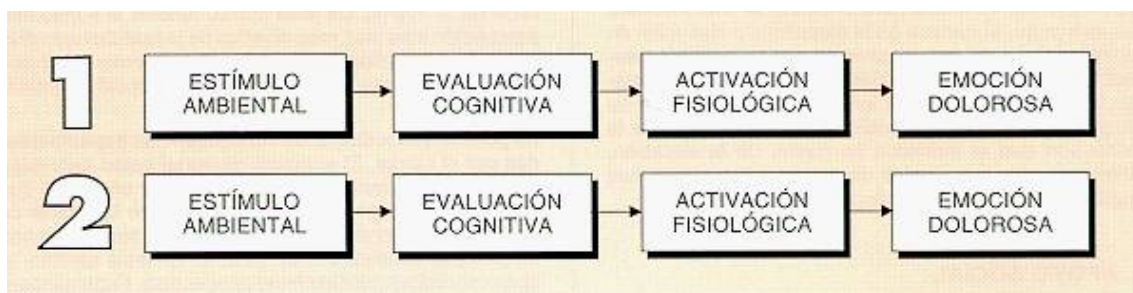 1
ESTÍMULO
AMBIENTAL
EVALUACIÓN
COGNITIVA
ACTIVACIÓN
FISIOLÓGICA
EMOCIÓN
DOLOROSA
2
ESTÍMULO
AMBIENTAL
EVALUACIÓN
COGNITIVA
ACTIVACIÓN
FISIOLÓGICA
EMOCIÓN
DOLOROSA